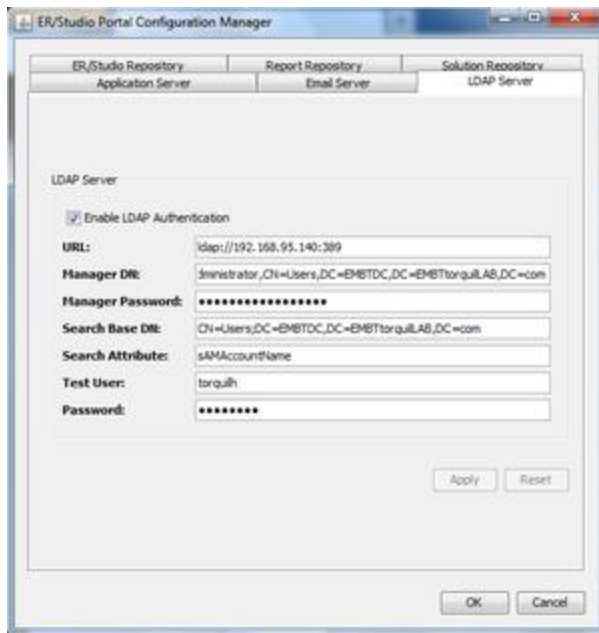 ER/Studio Portal Configuration Manager
ER/Studio Repository Report Repository Solution Repository
Application Server Email Server LDAP Server
LDAP Server
Enable LDAP Authentication
URL: ldap://192.168.95.140:389
Manager DN: dministrator,CN=Users,DC=EMBTDC,DC=EMBTtorquilLAB,DC=com
Manager Password: •••••••••••••••••
Search Base DN: CN=Users;DC=EMBTDC,DC=EMBTtorquilLAB,DC=com
Search Attribute: sAMAccountName
Test User: torquilh
Password: ••••••••
Apply Reset
OK Cancel